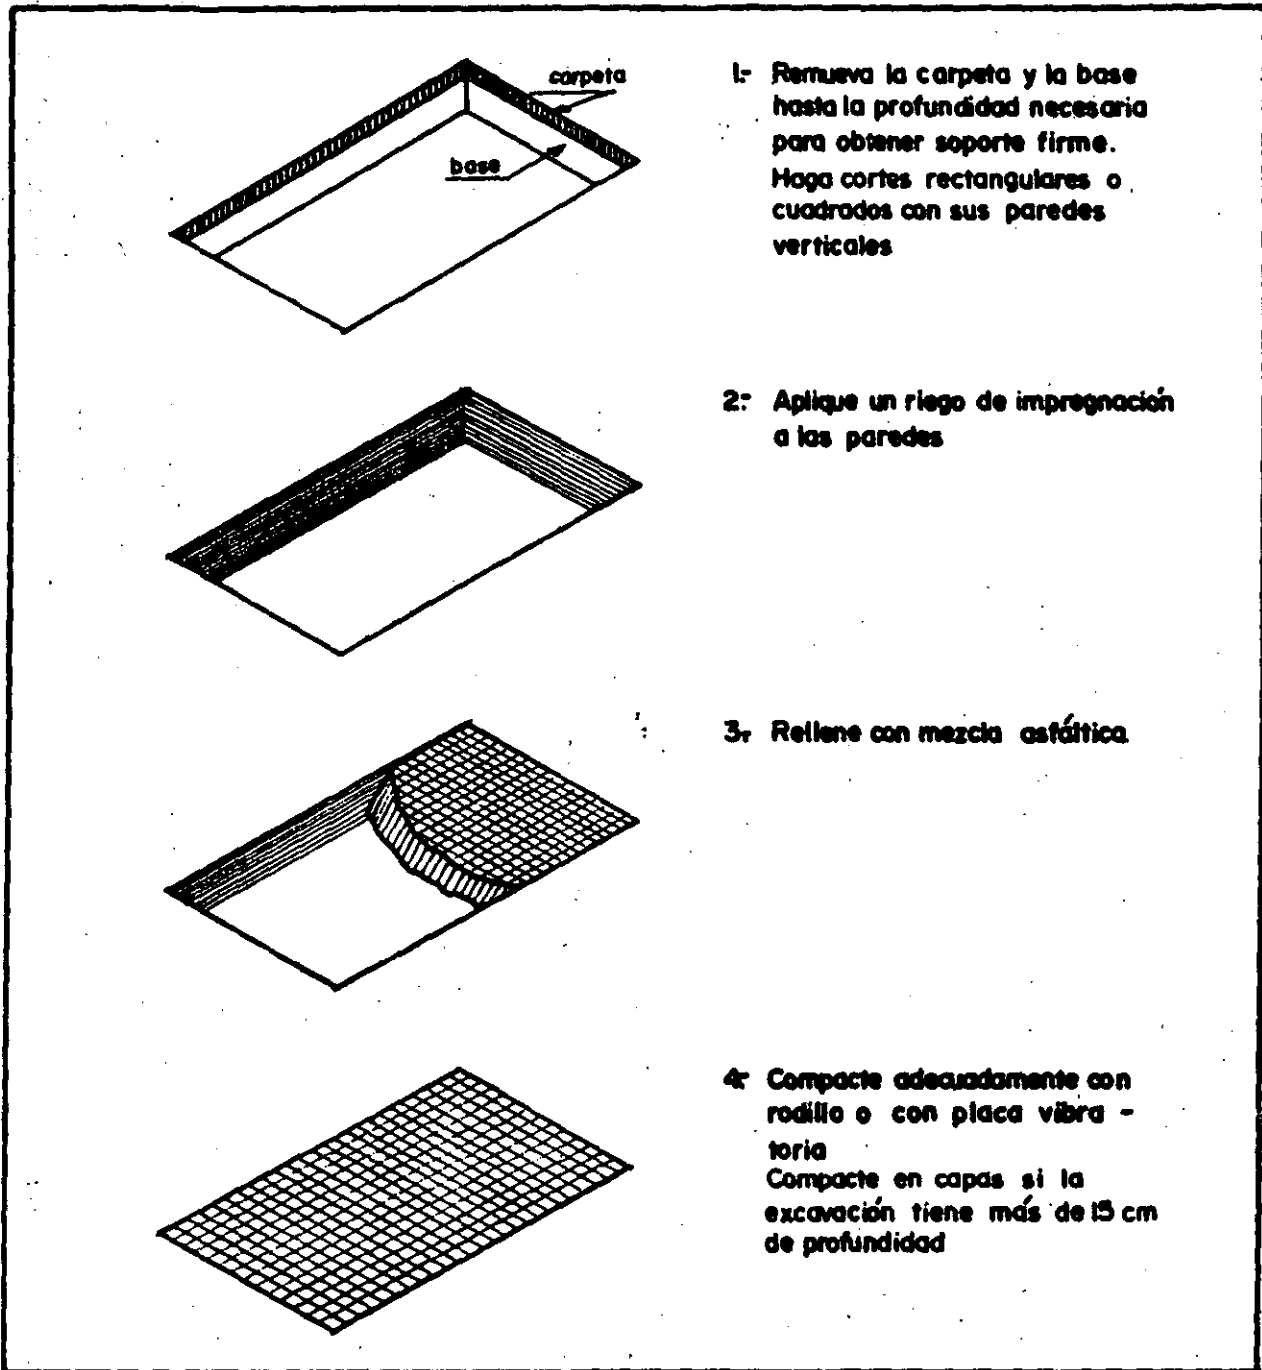 carpeta
base
1.- Remueva la carpeta y la base
hasta la profundidad necesaria
para obtener soporte firme.
Haga cortes rectangulares o
cuadrados con sus paredes
verticales
2.- Aplique un riego de impregnación
a las paredes
3.- Rellene con mezcla asfáltica
4.- Compacte adecuadamente con
rodillo o con placa vibra -
toria
Compacte en capas si la
excavación tiene más de 15 cm
de profundidad